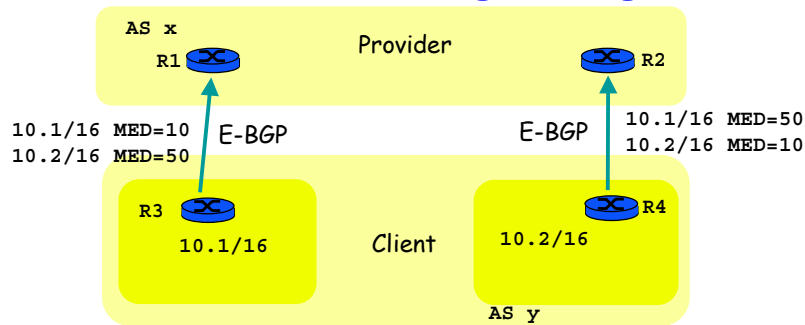 AS x
Provider
R1
R2
10.1/16 MED=10
10.2/16 MED=50
E-BGP
E-BGP
10.1/16 MED=50
10.2/16 MED=10
R3
R4
10.1/16
Client
10.2/16
AS y